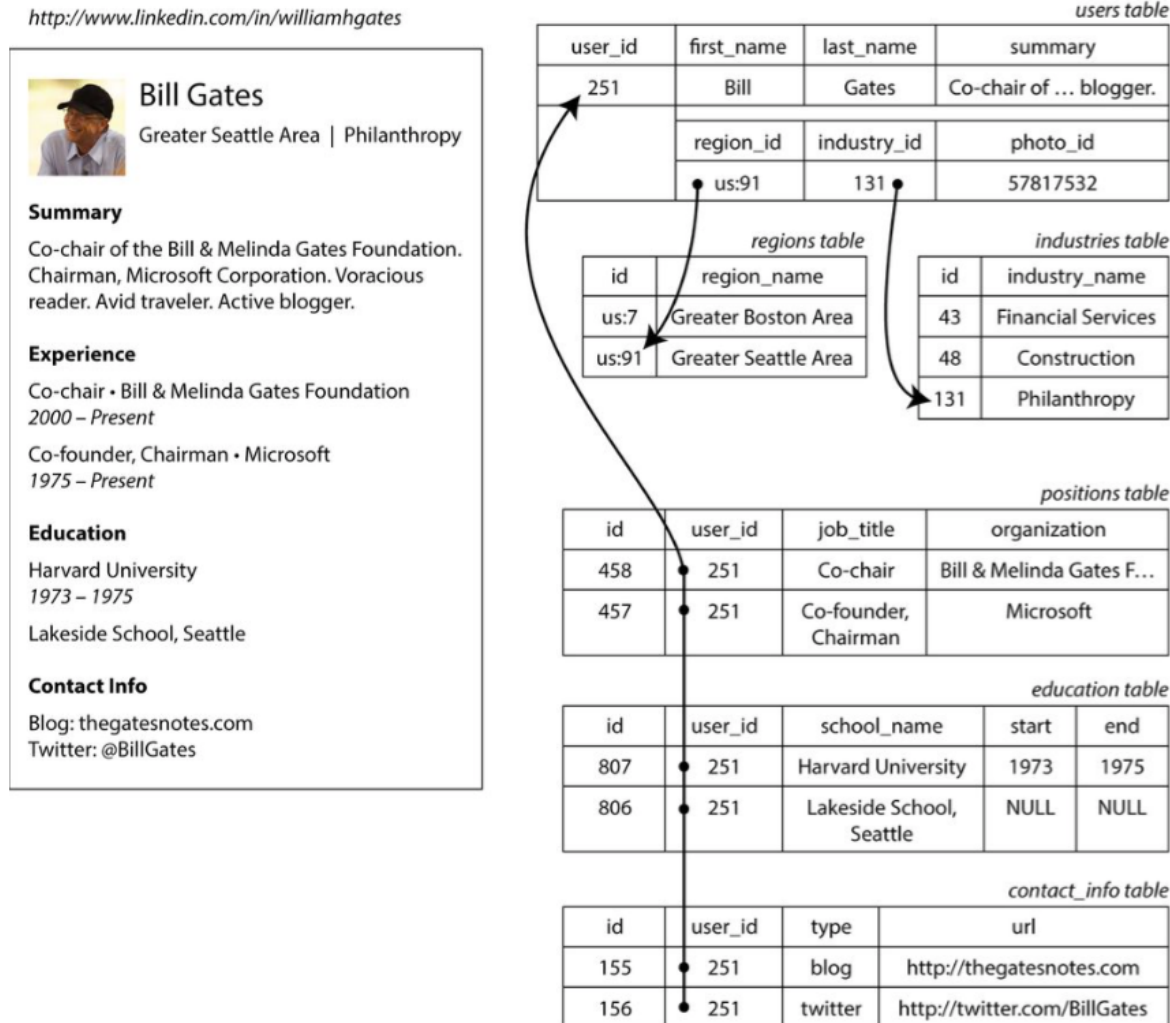 http://www.linkedin.com/in/williamhgates
Bill Gates
Greater Seattle Area | Philanthropy
Summary
Co-chair of the Bill & Melinda Gates Foundation.
Chairman, Microsoft Corporation. Voracious
reader. Avid traveler. Active blogger.
Experience
Co-chair • Bill & Melinda Gates Foundation
2000 – Present
Co-founder, Chairman • Microsoft
1975 – Present
Education
Harvard University
1973 – 1975
Lakeside School, Seattle
Contact Info
Blog: thegatesnotes.com
Twitter: @BillGates
users table
user_id first_name last_name summary
251 Bill Gates Co-chair of … blogger.
region_id industry_id photo_id
us:91 131 57817532
regions table
id region_name
us:7 Greater Boston Area
us:91 Greater Seattle Area
industries table
id industry_name
43 Financial Services
48 Construction
131 Philanthropy
positions table
id user_id job_title organization
458 251 Co-chair Bill & Melinda Gates F…
457 251 Co-founder, Microsoft
Chairman
education table
id user_id school_name start end
807 251 Harvard University 1973 1975
806 251 Lakeside School, NULL NULL
Seattle
contact_info table
id user_id type url
155 251 blog http://thegatesnotes.com
156 251 twitter http://twitter.com/BillGates